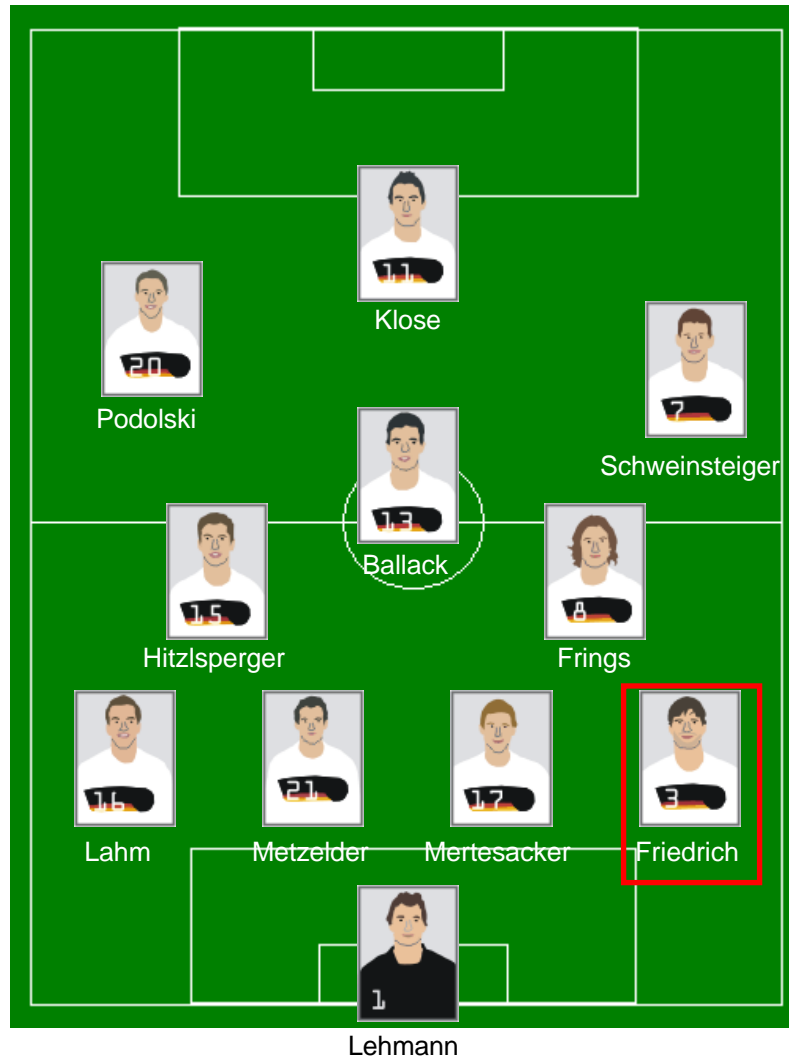 11
Klose
20
Podolski
7
Schweinsteiger
13
Ballack
15
Hitzlsperger
8
Frings
16
Lahm
21
Metzelder
17
Mertesacker
3
Friedrich
1
Lehmann